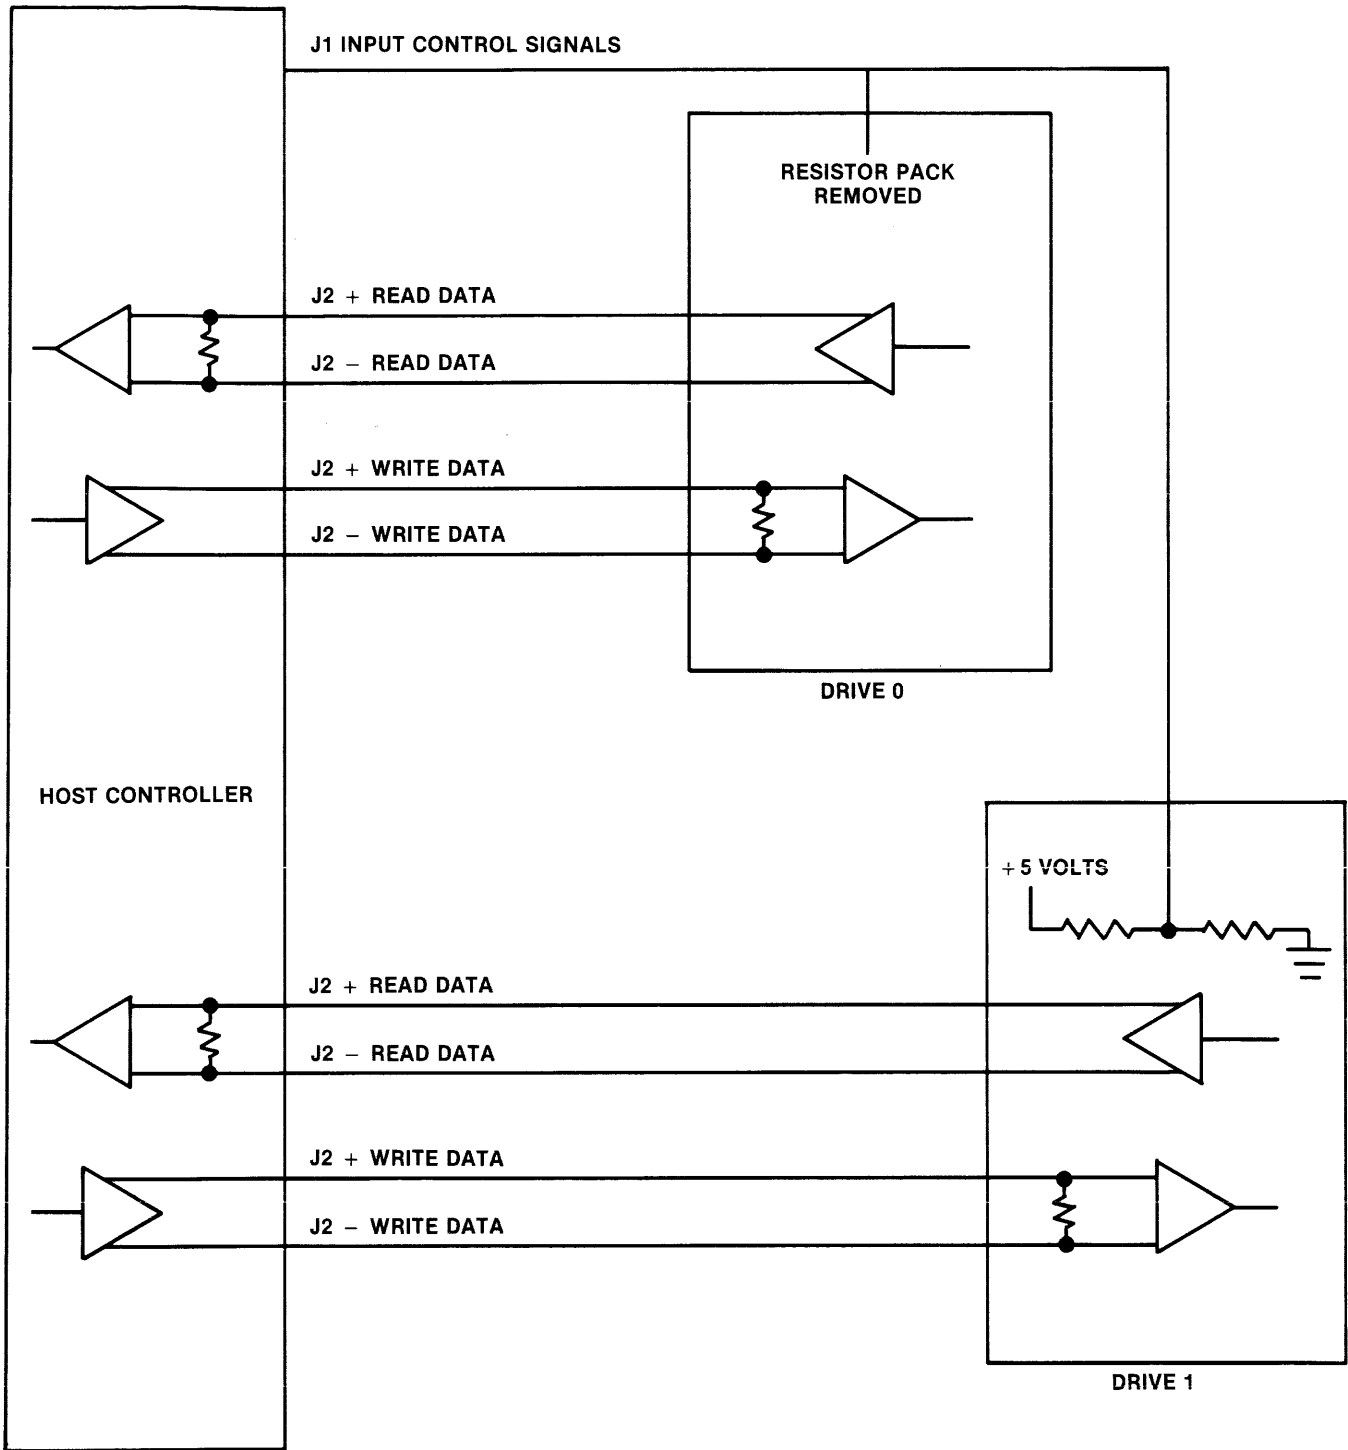 J1 INPUT CONTROL SIGNALS
RESISTOR PACK
REMOVED
J2 + READ DATA
J2 − READ DATA
J2 + WRITE DATA
J2 − WRITE DATA
DRIVE 0
HOST CONTROLLER
+5 VOLTS
J2 + READ DATA
J2 − READ DATA
J2 + WRITE DATA
J2 − WRITE DATA
DRIVE 1